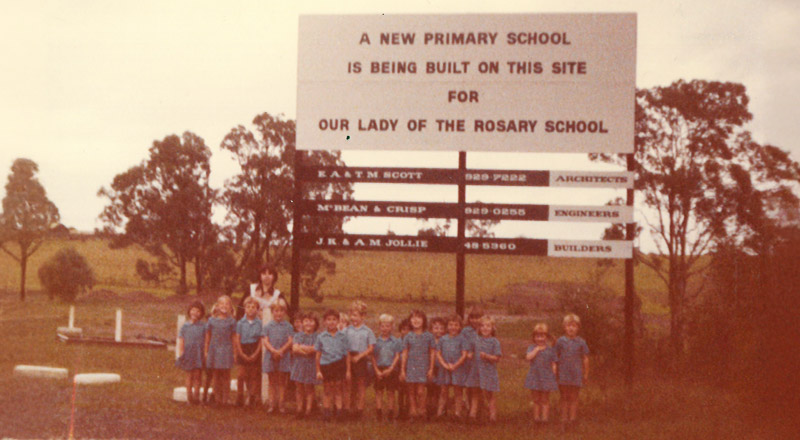 A NEW PRIMARY SCHOOL
IS BEING BUILT ON THIS SITE
FOR
OUR LADY OF THE ROSARY SCHOOL
E A & T M SCOTT 929-7222 ARCHITECTS
McBEAN & CRISP 929-0255 ENGINEERS
J K & A M JOLLIE 48 5360 BUILDERS